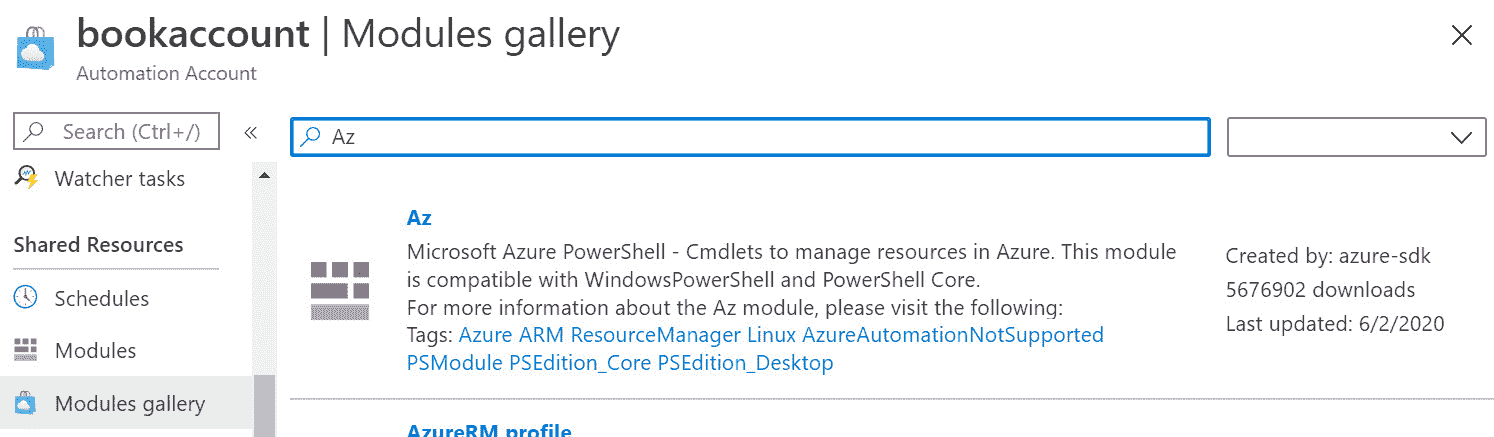 bookaccount | Modules gallery
Automation Account
Search (Ctrl+/)
Az
Watcher tasks
Shared Resources
Schedules
Modules
Modules gallery
Az
Microsoft Azure PowerShell - Cmdlets to manage resources in Azure. This module
is compatible with WindowsPowerShell and PowerShell Core.
For more information about the Az module, please visit the following:
Tags: Azure ARM ResourceManager Linux AzureAutomationNotSupported
PSModule PSEdition_Core PSEdition_Desktop
Created by: azure-sdk
5676902 downloads
Last updated: 6/2/2020
AzureRM profile